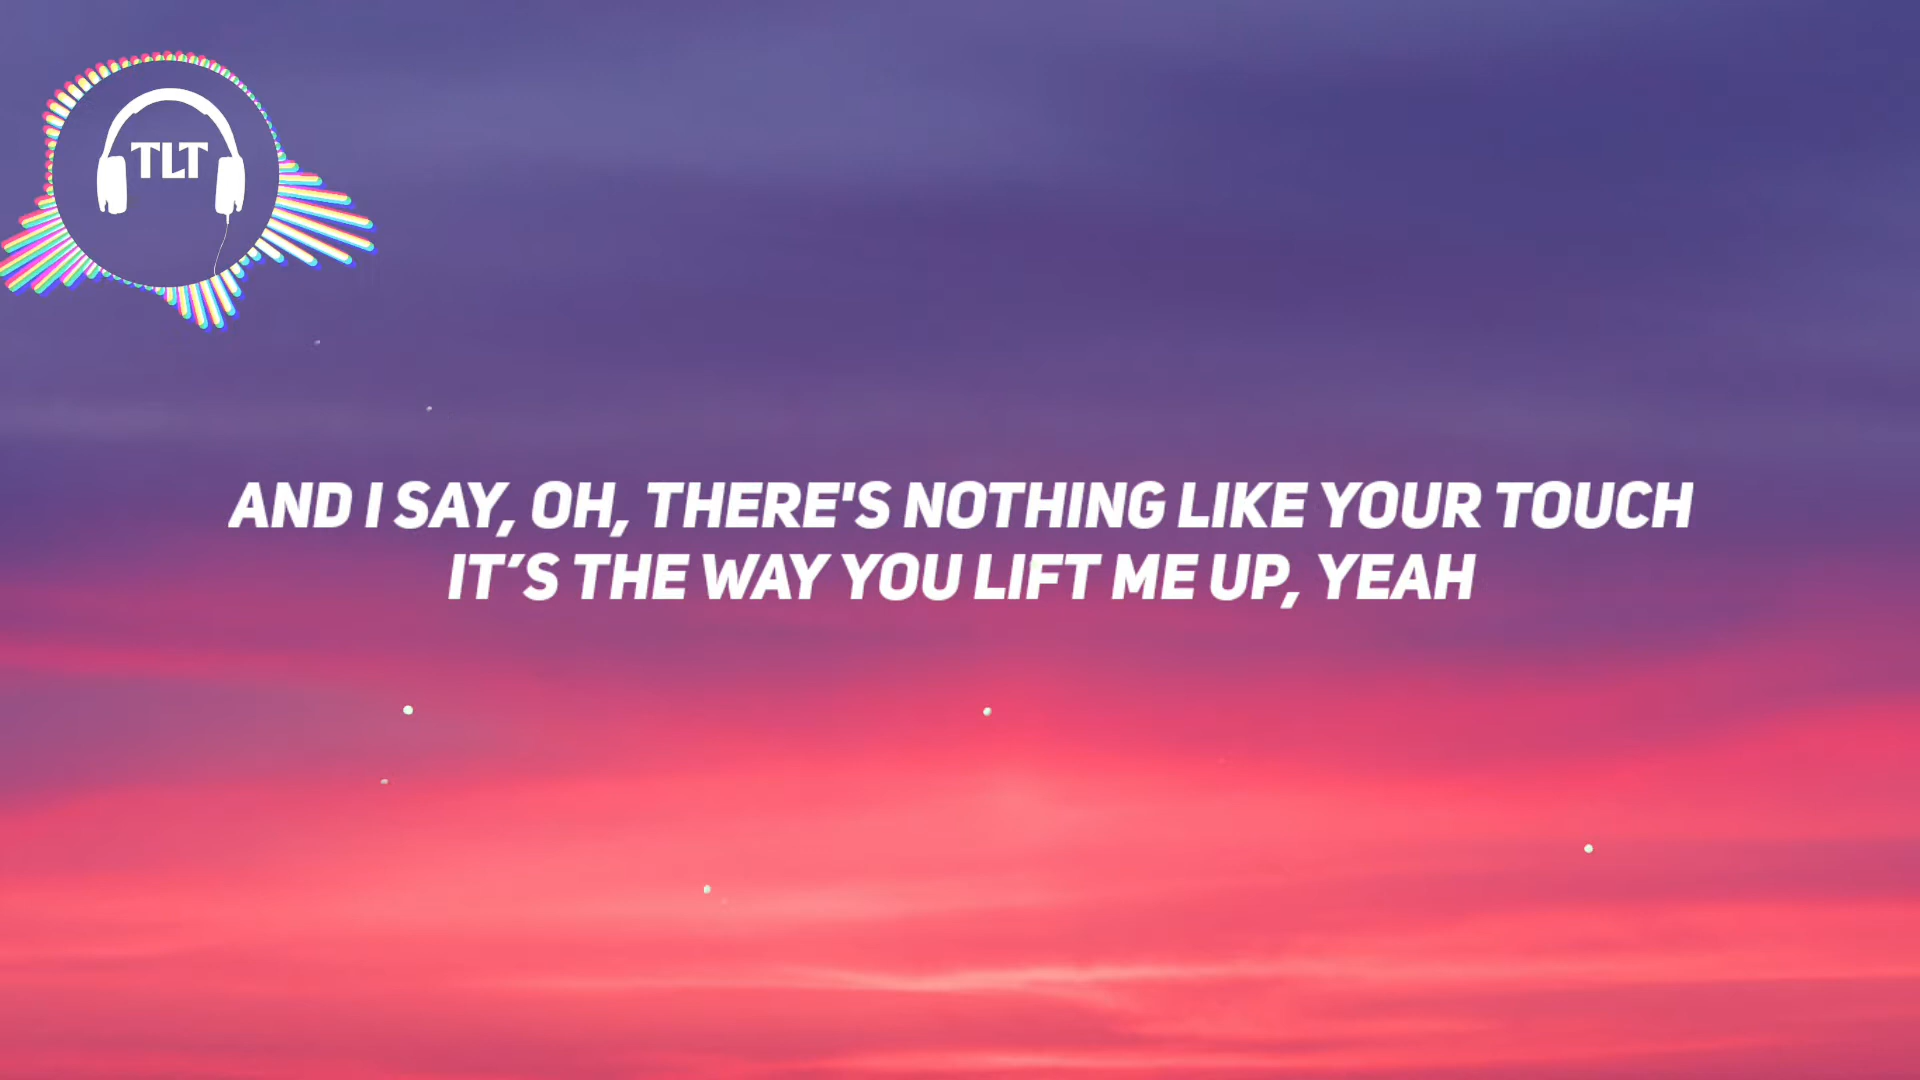 TLT
AND I SAY, OH, THERE'S NOTHING LIKE YOUR TOUCH
IT’S THE WAY YOU LIFT ME UP, YEAH